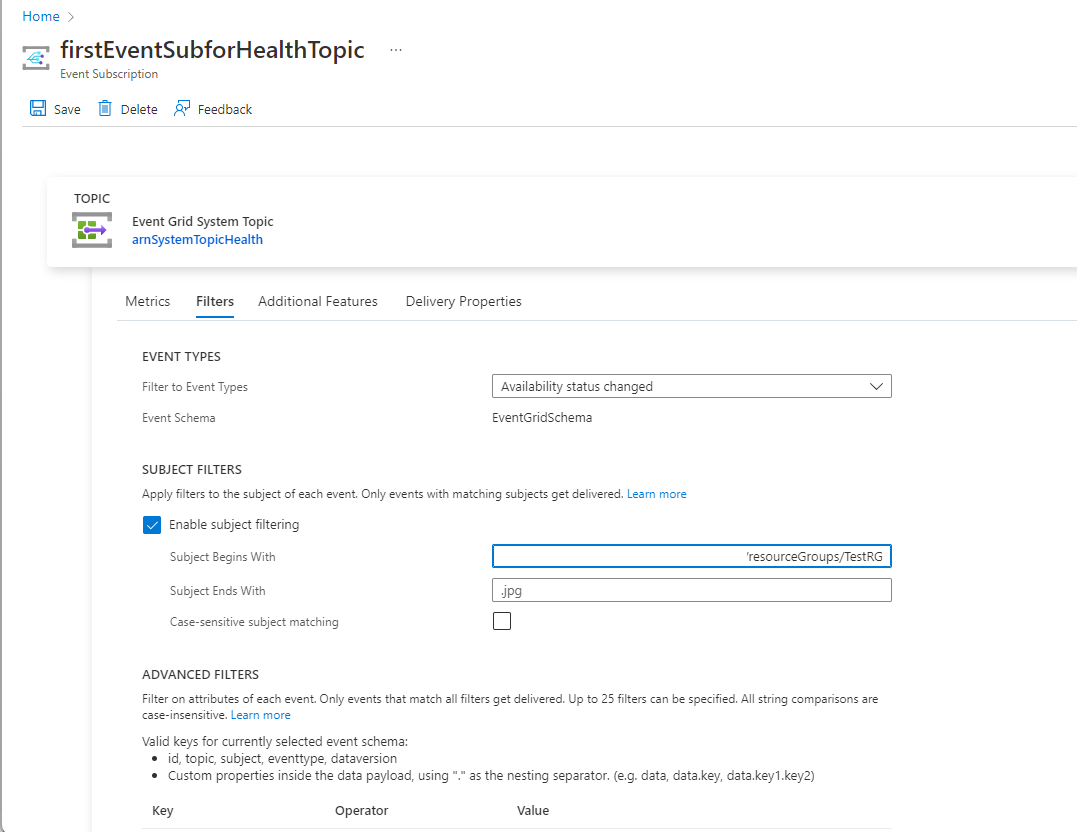 Home
firstEventSubforHealthTopic ...
Event Subscription
Save Delete Feedback
TOPIC
Event Grid System Topic
arnSystemTopicHealth
Metrics Filters Additional Features Delivery Properties
EVENT TYPES
Filter to Event Types Availability status changed
Event Schema EventGridSchema
SUBJECT FILTERS
Apply filters to the subject of each event. Only events with matching subjects get delivered. Learn more
Enable subject filtering
Subject Begins With /resourceGroups/TestRG
Subject Ends With .jpg
Case-sensitive subject matching
ADVANCED FILTERS
Filter on attributes of each event. Only events that match all filters get delivered. Up to 25 filters can be specified. All string comparisons are
case-insensitive. Learn more
Valid keys for currently selected event schema:
• id, topic, subject, eventtype, dataversion
• Custom properties inside the data payload, using "." as the nesting separator. (e.g. data, data.key, data.key1.key2)
Key Operator Value